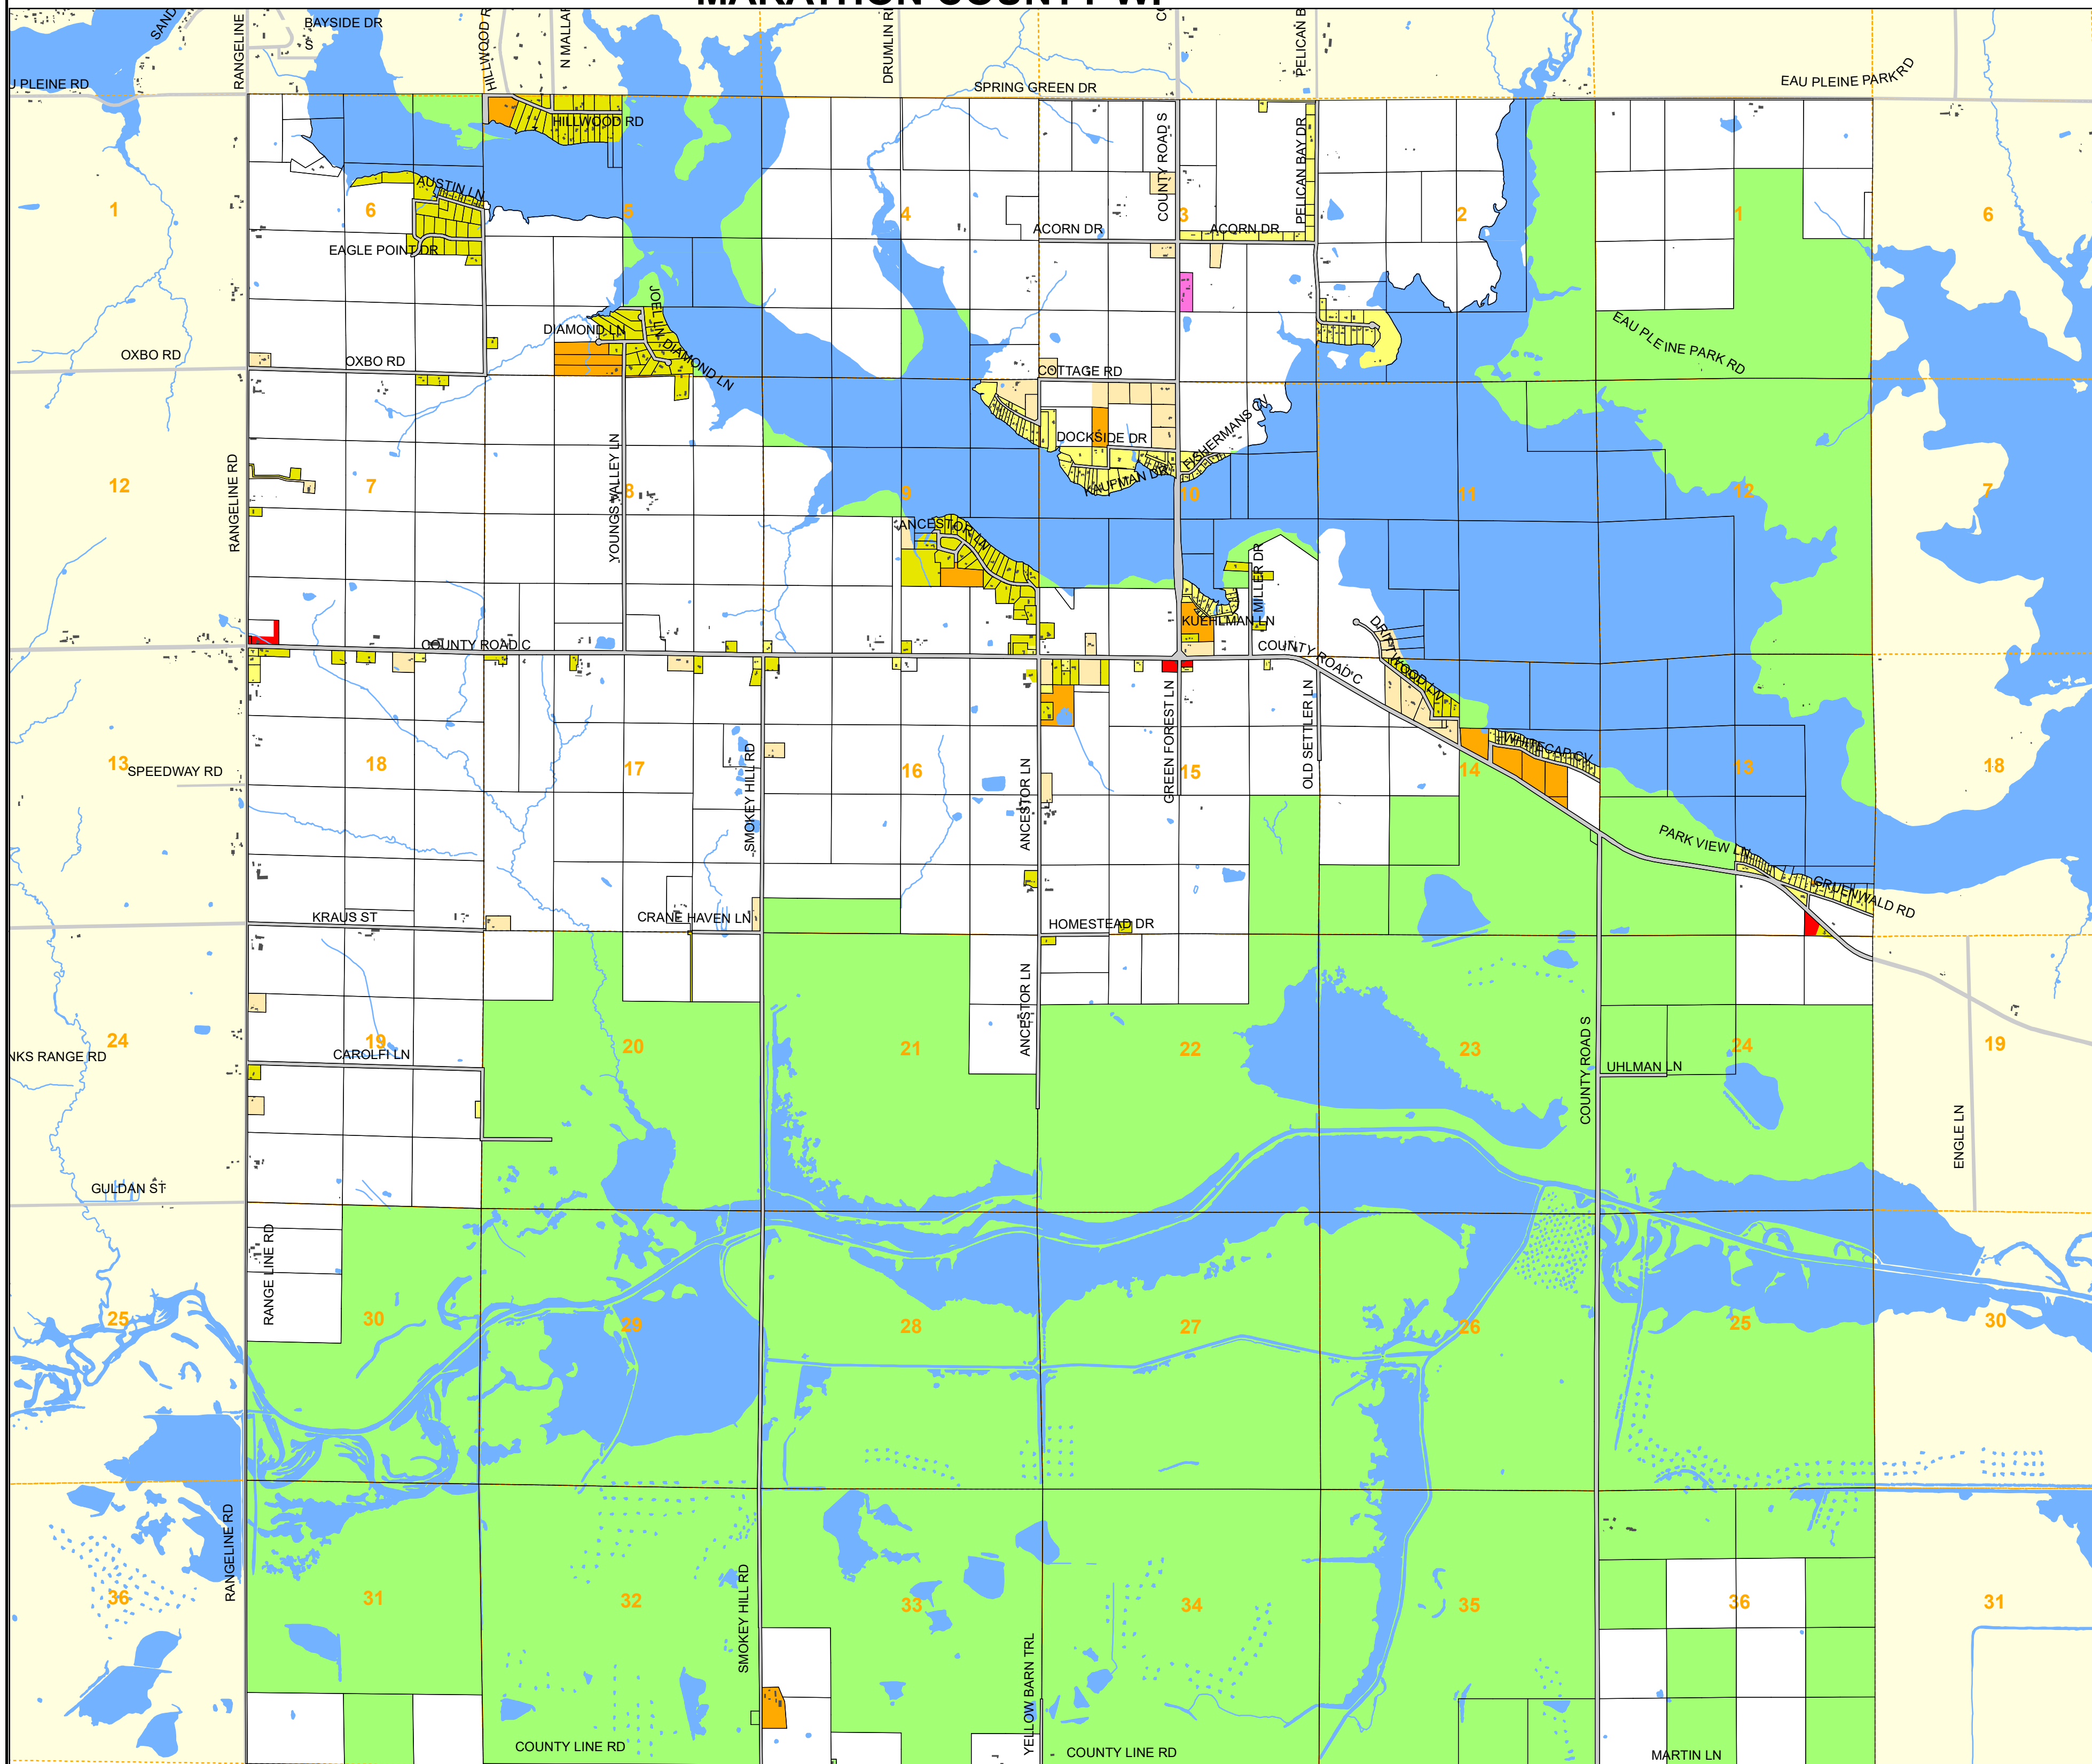 MARATHON COUNTY WI
BAYSIDE DR
SAND
RANGELINE
S
HILLWOOD R
N MALLAR
DRUMLIN RI
CO
PELICAN B
U PLEINE RD
SPRING GREEN DR
EAU PLEINE PARK RD
HILLWOOD RD
COUNTY ROAD S
PELICAN BAY DR
AUSTIN LN
1
6
5
4
3
2
1
6
ACORN DR
ACORN DR
EAGLE POINT DR
JOEL LN
DIAMOND LN
DIAMOND LN
EAU PLEINE PARK RD
OXBO RD
OXBO RD
COTTAGE RD
FISHERMANS CV
DOCKSIDE DR
KAUPMAN DR
RANGELINE RD
YOUNGS VALLEY LN
12
7
8
9
10
11
12
7
ANCESTOR LN
MILLER DR
KUEHLMAN LN
DRIFTWOOD LN
COUNTY ROAD C
COUNTY ROAD C
GREEN FOREST LN
OLD SETTLER LN
WHITECAP CV
SMOKEY HILL RD
ANCESTOR LN
13
SPEEDWAY RD
18
17
16
15
14
13
18
PARK VIEW LN
GRUENWALD RD
KRAUS ST
CRANE HAVEN LN
HOMESTEAD DR
ANCESTOR LN
24
NKS RANGE RD
19
CAROLFI LN
20
21
22
23
COUNTY ROAD S
24
UHLMAN LN
19
ENGLE LN
GULDAN ST
RANGE LINE RD
25
30
29
28
27
26
25
30
RANGELINE RD
SMOKEY HILL RD
36
31
32
33
34
35
36
31
YELLOW BARN TRL
COUNTY LINE RD
COUNTY LINE RD
MARTIN LN